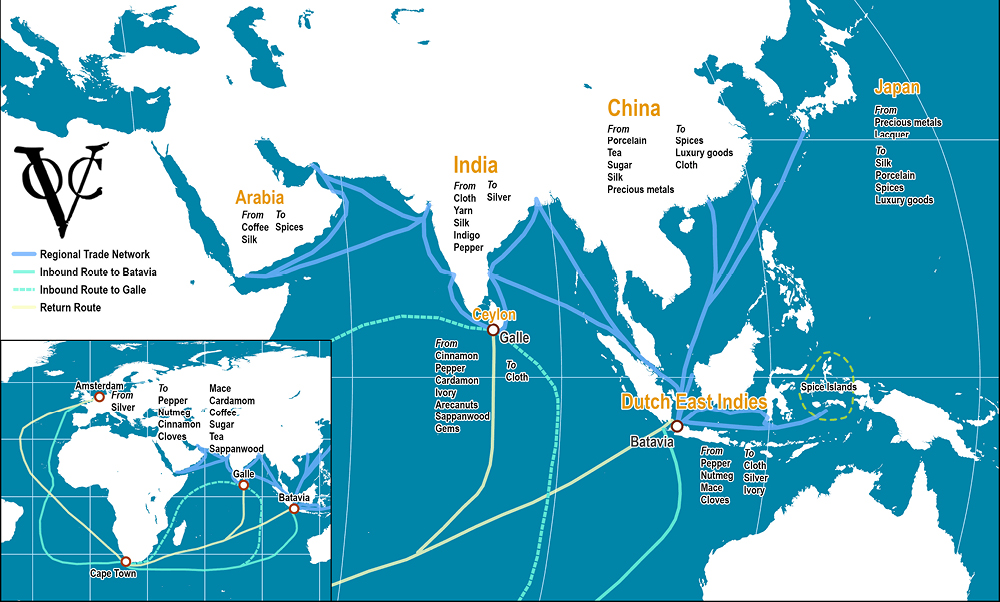 VOC
Regional Trade Network
Inbound Route to Batavia
Inbound Route to Galle
Return Route
Arabia
From
Coffee
Silk
To
Spices
India
From
Cloth
Yarn
Silk
Indigo
Pepper
To
Silver
China
From
Porcelain
Tea
Sugar
Silk
Precious metals
To
Spices
Luxury goods
Cloth
Japan
From
Precious metals
Lacquer
To
Silk
Porcelain
Spices
Luxury goods
Ceylon
Galle
From
Cinnamon
Pepper
Cardamon
Ivory
Arecanuts
Sappanwood
Gems
To
Cloth
Spice Islands
Dutch East Indies
Batavia
From
Pepper
Nutmeg
Mace
Cloves
To
Cloth
Silver
Ivory
Amsterdam
From
Silver
To
Pepper
Nutmeg
Cinnamon
Cloves
Mace
Cardamom
Coffee
Sugar
Tea
Sappanwood
Galle
Batavia
Cape Town